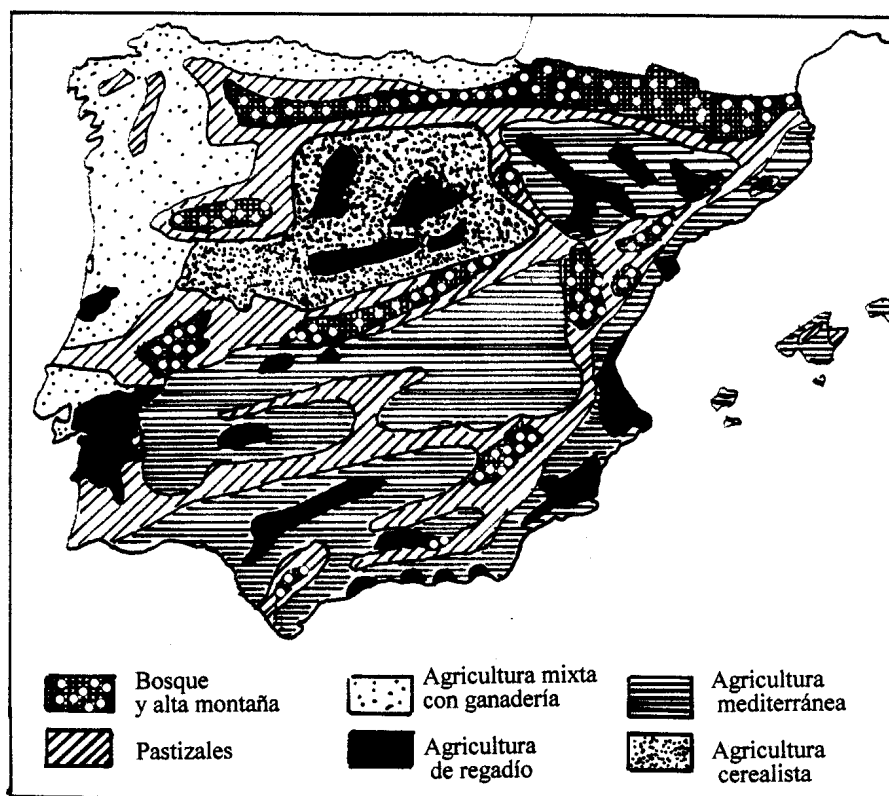 Bosque
y alta montaña
Pastizales
Agricultura mixta
con ganadería
Agricultura
de regadío
Agricultura
mediterránea
Agricultura
cerealista